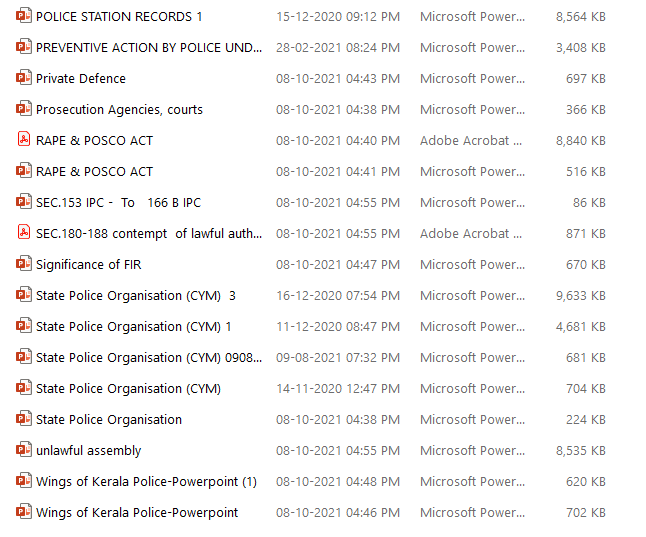 POLICE STATION RECORDS 1 15-12-2020 09:12 PM Microsoft Power... 8,564 KB
PREVENTIVE ACTION BY POLICE UND... 28-02-2021 08:24 PM Microsoft Power... 3,408 KB
Private Defence 08-10-2021 04:43 PM Microsoft Power... 697 KB
Prosecution Agencies, courts 08-10-2021 04:38 PM Microsoft Power... 366 KB
RAPE & POSCO ACT 08-10-2021 04:40 PM Adobe Acrobat ... 8,840 KB
RAPE & POSCO ACT 08-10-2021 04:41 PM Microsoft Power... 516 KB
SEC.153 IPC - To 166 B IPC 08-10-2021 04:55 PM Microsoft Power... 86 KB
SEC.180-188 contempt of lawful auth... 08-10-2021 04:55 PM Adobe Acrobat ... 871 KB
Significance of FIR 08-10-2021 04:47 PM Microsoft Power... 670 KB
State Police Organisation (CYM) 3 16-12-2020 07:54 PM Microsoft Power... 9,633 KB
State Police Organisation (CYM) 1 11-12-2020 08:47 PM Microsoft Power... 4,681 KB
State Police Organisation (CYM) 0908... 09-08-2021 07:32 PM Microsoft Power... 681 KB
State Police Organisation (CYM) 14-11-2020 12:47 PM Microsoft Power... 704 KB
State Police Organisation 08-10-2021 04:38 PM Microsoft Power... 224 KB
unlawful assembly 08-10-2021 04:55 PM Microsoft Power... 8,535 KB
Wings of Kerala Police-Powerpoint (1) 08-10-2021 04:48 PM Microsoft Power... 620 KB
Wings of Kerala Police-Powerpoint 08-10-2021 04:46 PM Microsoft Power... 702 KB